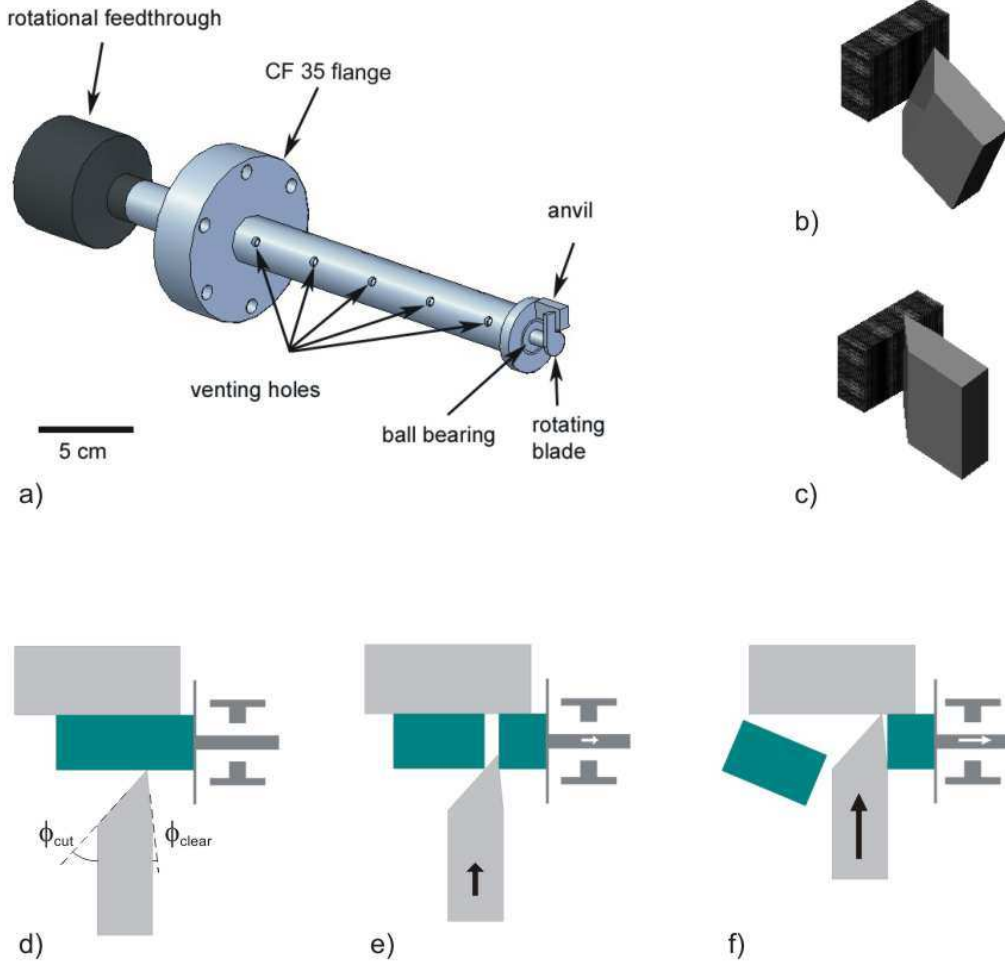 rotational feedthrough
CF 35 flange
anvil
venting holes
ball bearing
rotating
blade
5 cm
a)
b)
c)
ϕcut
ϕclear
d)
e)
f)